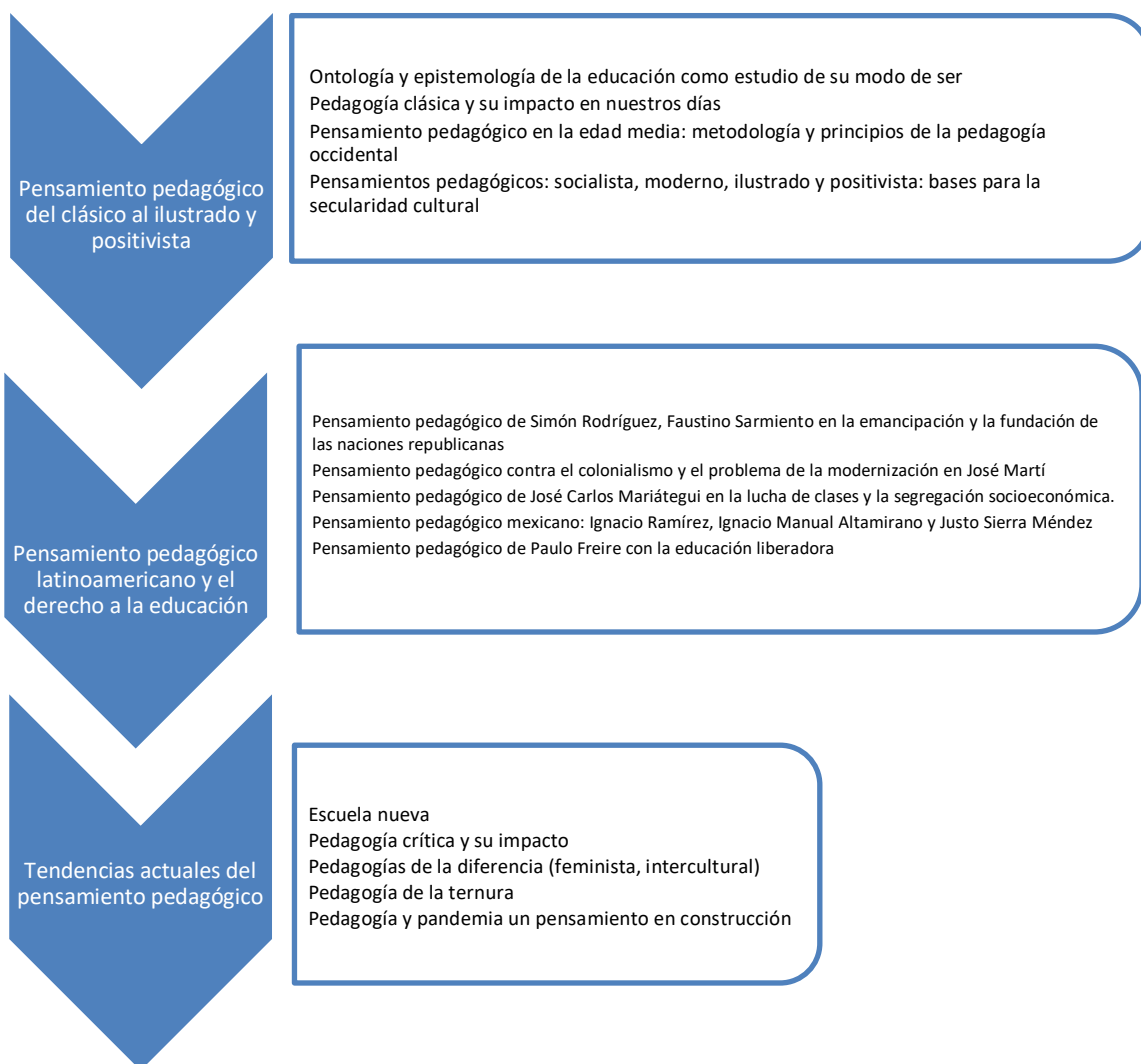 Pensamiento pedagógico
del clásico al ilustrado y
positivista
Ontología y epistemología de la educación como estudio de su modo de ser
Pedagogía clásica y su impacto en nuestros días
Pensamiento pedagógico en la edad media: metodología y principios de la pedagogía
occidental
Pensamientos pedagógicos: socialista, moderno, ilustrado y positivista: bases para la
secularidad cultural
Pensamiento pedagógico
latinoamericano y el
derecho a la educación
Pensamiento pedagógico de Simón Rodríguez, Faustino Sarmiento en la emancipación y la fundación de
las naciones republicanas
Pensamiento pedagógico contra el colonialismo y el problema de la modernización en José Martí
Pensamiento pedagógico de José Carlos Mariátegui en la lucha de clases y la segregación socioeconómica.
Pensamiento pedagógico mexicano: Ignacio Ramírez, Ignacio Manual Altamirano y Justo Sierra Méndez
Pensamiento pedagógico de Paulo Freire con la educación liberadora
Tendencias actuales del
pensamiento pedagógico
Escuela nueva
Pedagogía crítica y su impacto
Pedagogías de la diferencia (feminista, intercultural)
Pedagogía de la ternura
Pedagogía y pandemia un pensamiento en construcción